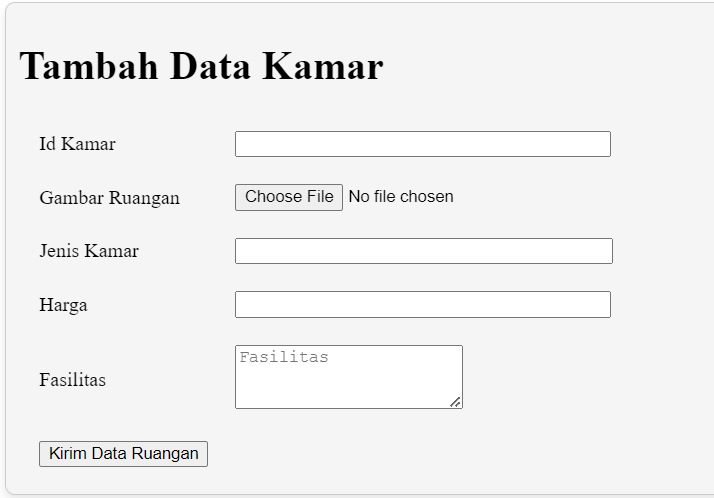 Tambah Data Kamar
Id Kamar
Gambar Ruangan Choose File No file chosen
Jenis Kamar
Harga
Fasilitas Fasilitas
Kirim Data Ruangan